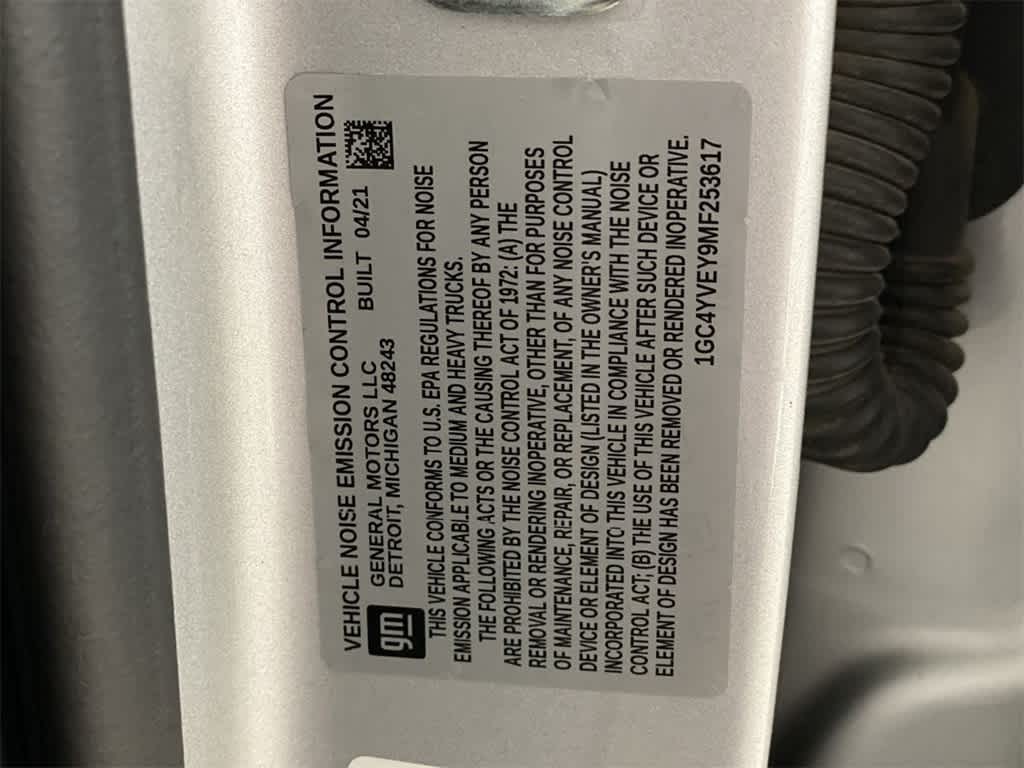 VEHICLE NOISE EMISSION CONTROL INFORMATION
gm
GENERAL MOTORS LLC
DETROIT, MICHIGAN 48243
BUILT 04/21
THIS VEHICLE CONFORMS TO U.S. EPA REGULATIONS FOR NOISE
EMISSION APPLICABLE TO MEDIUM AND HEAVY TRUCKS.
THE FOLLOWING ACTS OR THE CAUSING THEREOF BY ANY PERSON
ARE PROHIBITED BY THE NOISE CONTROL ACT OF 1972: (A) THE
REMOVAL OR RENDERING INOPERATIVE, OTHER THAN FOR PURPOSES
OF MAINTENANCE, REPAIR, OR REPLACEMENT, OF ANY NOISE CONTROL
DEVICE OR ELEMENT OF DESIGN (LISTED IN THE OWNER'S MANUAL)
INCORPORATED INTO THIS VEHICLE IN COMPLIANCE WITH THE NOISE
CONTROL ACT; (B) THE USE OF THIS VEHICLE AFTER SUCH DEVICE OR
ELEMENT OF DESIGN HAS BEEN REMOVED OR RENDERED INOPERATIVE.
1GC4YVEY9MF253617